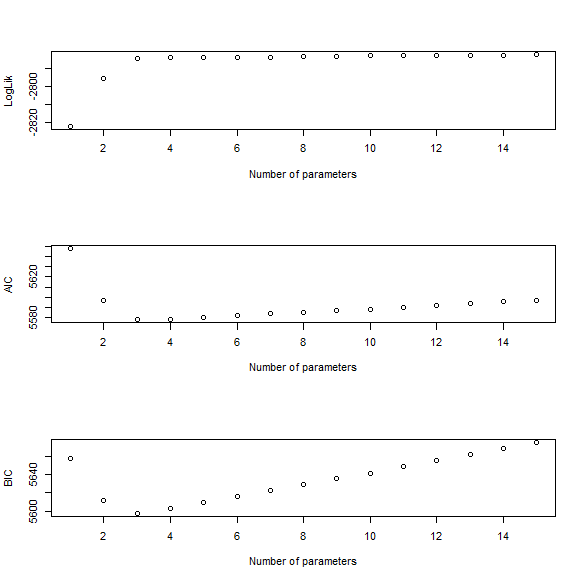 LogLik
-2820 -2800
2 4 6 8 10 12 14
Number of parameters
AIC
5580 5620
2 4 6 8 10 12 14
Number of parameters
BIC
5600 5640
2 4 6 8 10 12 14
Number of parameters